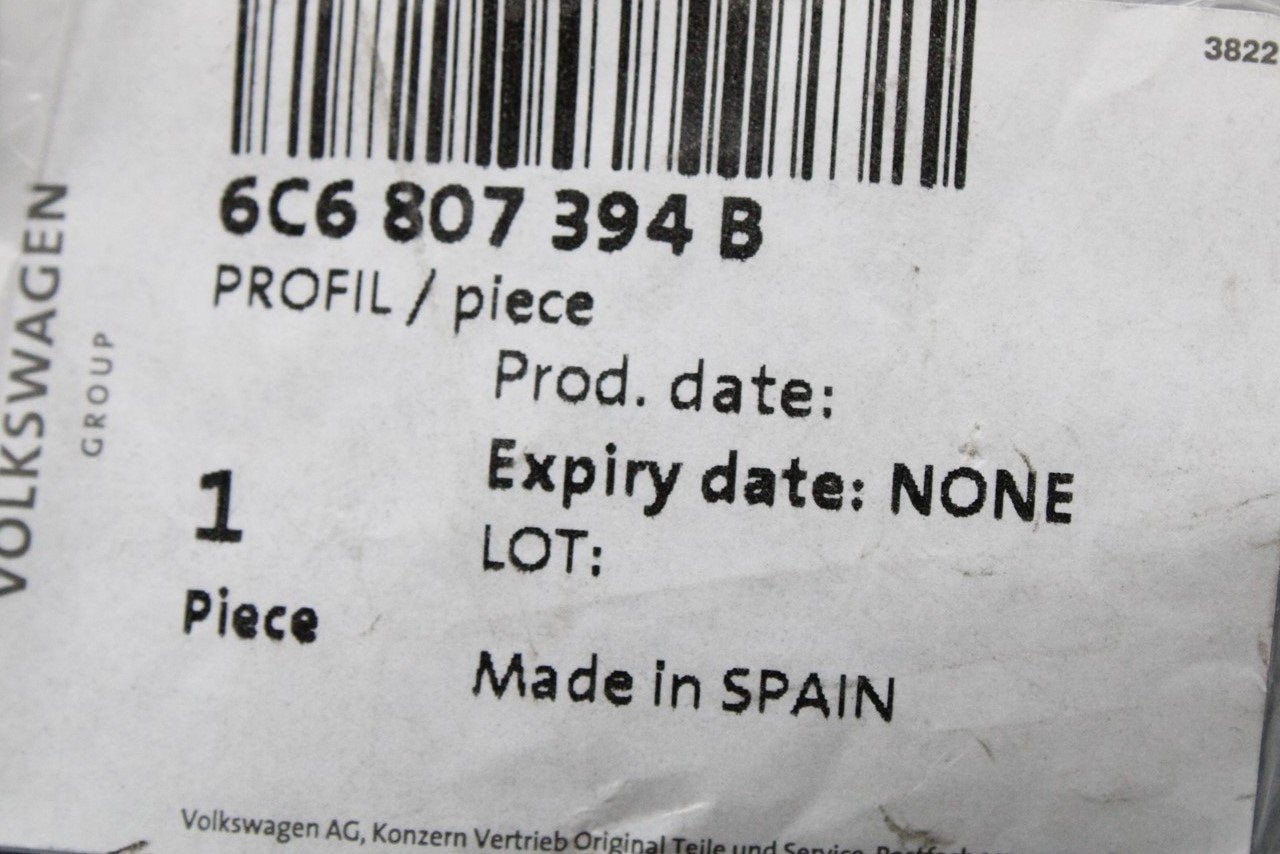 3822
6C6 807 394 B
PROFIL / piece
Prod. date:
Expiry date: NONE
LOT:
1
Piece
Made in SPAIN
VOLKSWAGEN
GROUP
Volkswagen AG, Konzern Vertrieb Original Teile und Service,